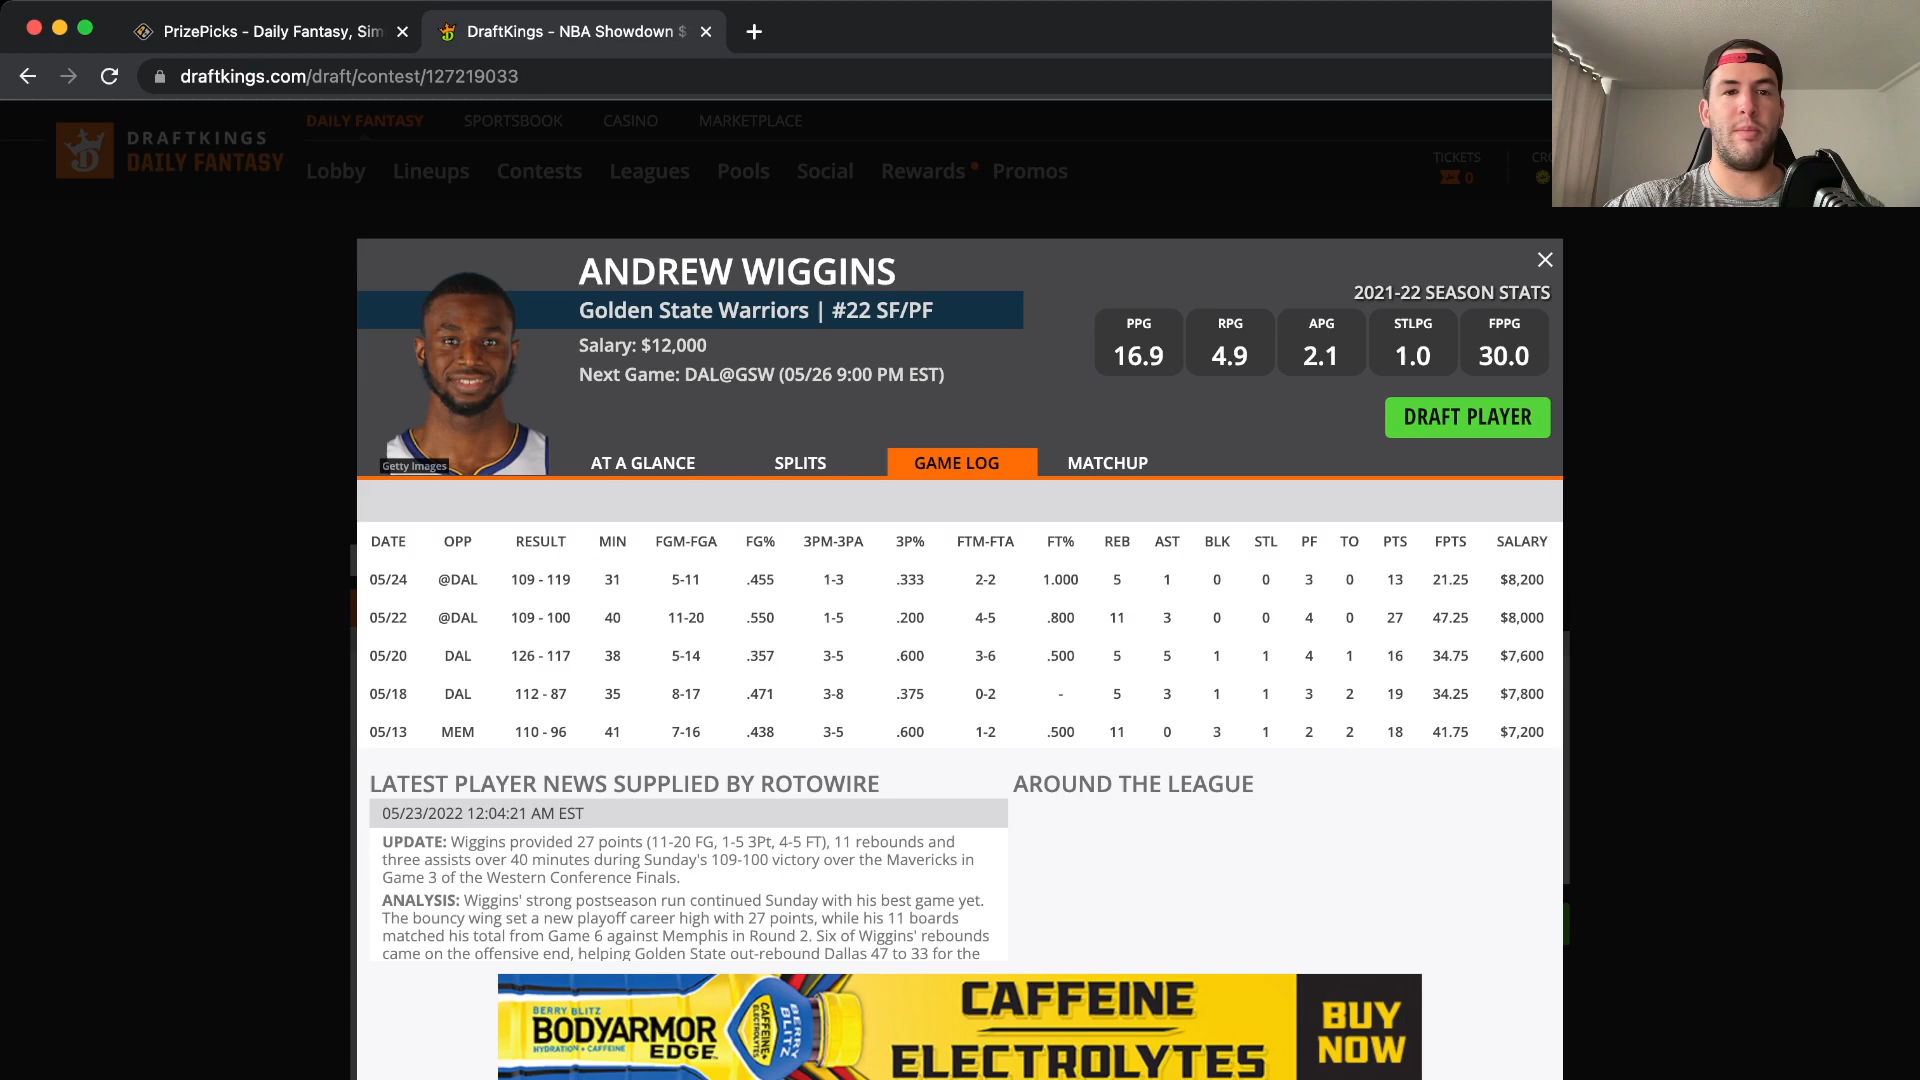 PrizePicks - Daily Fantasy, Sim
DraftKings - NBA Showdown $
draftkings.com/draft/contest/127219033
DRAFTKINGS
DAILY FANTASY
DAILY FANTASY SPORTSBOOK CASINO MARKETPLACE
Lobby Lineups Contests Leagues Pools Social Rewards Promos
TICKETS
0
CRO
ANDREW WIGGINS
Golden State Warriors | #22 SF/PF
Salary: $12,000
Next Game: DAL@GSW (05/26 9:00 PM EST)
Getty Images
2021-22 SEASON STATS
PPG RPG APG STLPG FPPG
16.9 4.9 2.1 1.0 30.0
DRAFT PLAYER
AT A GLANCE SPLITS GAME LOG MATCHUP
DATE OPP RESULT MIN FGM-FGA FG% 3PM-3PA 3P% FTM-FTA FT% REB AST BLK STL PF TO PTS FPTS SALARY
05/24 @DAL 109 - 119 31 5-11 .455 1-3 .333 2-2 1.000 5 1 0 0 3 0 13 21.25 $8,200
05/22 @DAL 109 - 100 40 11-20 .550 1-5 .200 4-5 .800 11 3 0 0 4 0 27 47.25 $8,000
05/20 DAL 126 - 117 38 5-14 .357 3-5 .600 3-6 .500 5 5 1 1 4 1 16 34.75 $7,600
05/18 DAL 112 - 87 35 8-17 .471 3-8 .375 0-2 - 5 3 1 1 3 2 19 34.25 $7,800
05/13 MEM 110 - 96 41 7-16 .438 3-5 .600 1-2 .500 11 0 3 1 2 2 18 41.75 $7,200
LATEST PLAYER NEWS SUPPLIED BY ROTOWIRE
05/23/2022 12:04:21 AM EST
UPDATE: Wiggins provided 27 points (11-20 FG, 1-5 3Pt, 4-5 FT), 11 rebounds and
three assists over 40 minutes during Sunday's 109-100 victory over the Mavericks in
Game 3 of the Western Conference Finals.
ANALYSIS: Wiggins' strong postseason run continued Sunday with his best game yet.
The bouncy wing set a new playoff career high with 27 points, while his 11 boards
matched his total from Game 6 against Memphis in Round 2. Six of Wiggins' rebounds
came on the offensive end, helping Golden State out-rebound Dallas 47 to 33 for the
AROUND THE LEAGUE
BERRY BLITZ
BODYARMOR
EDGE
HYDRATION + CAFFEINE
BERRY BLITZ
CAFFEINE
ELECTROLYTES
BUY
NOW